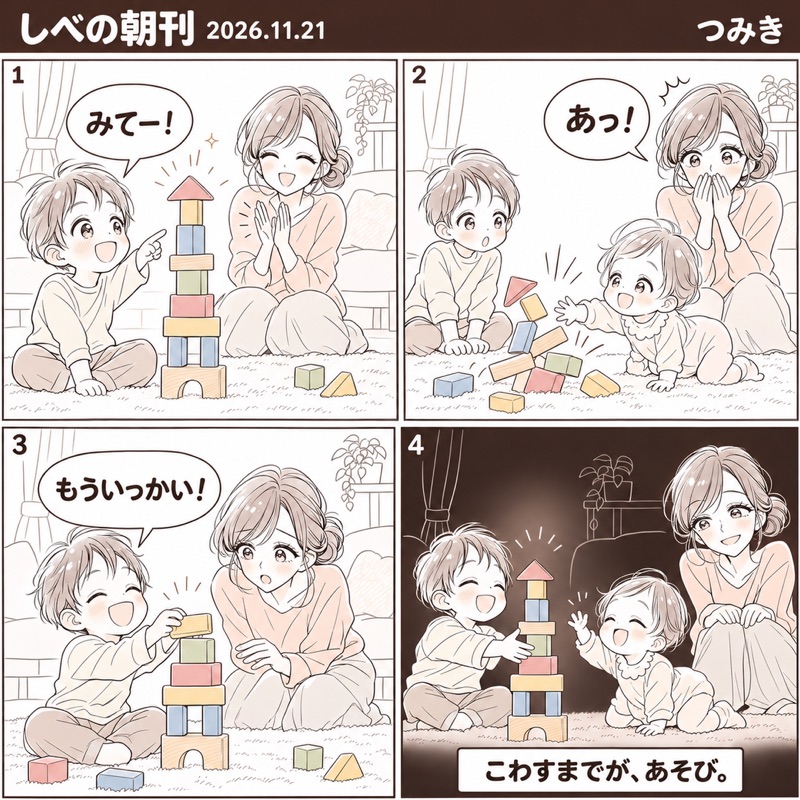 しべの朝刊 2026.11.21 つみき
1
みてー!
2
あっ!
3
もういっかい!
4
こわすまでが、あそび。